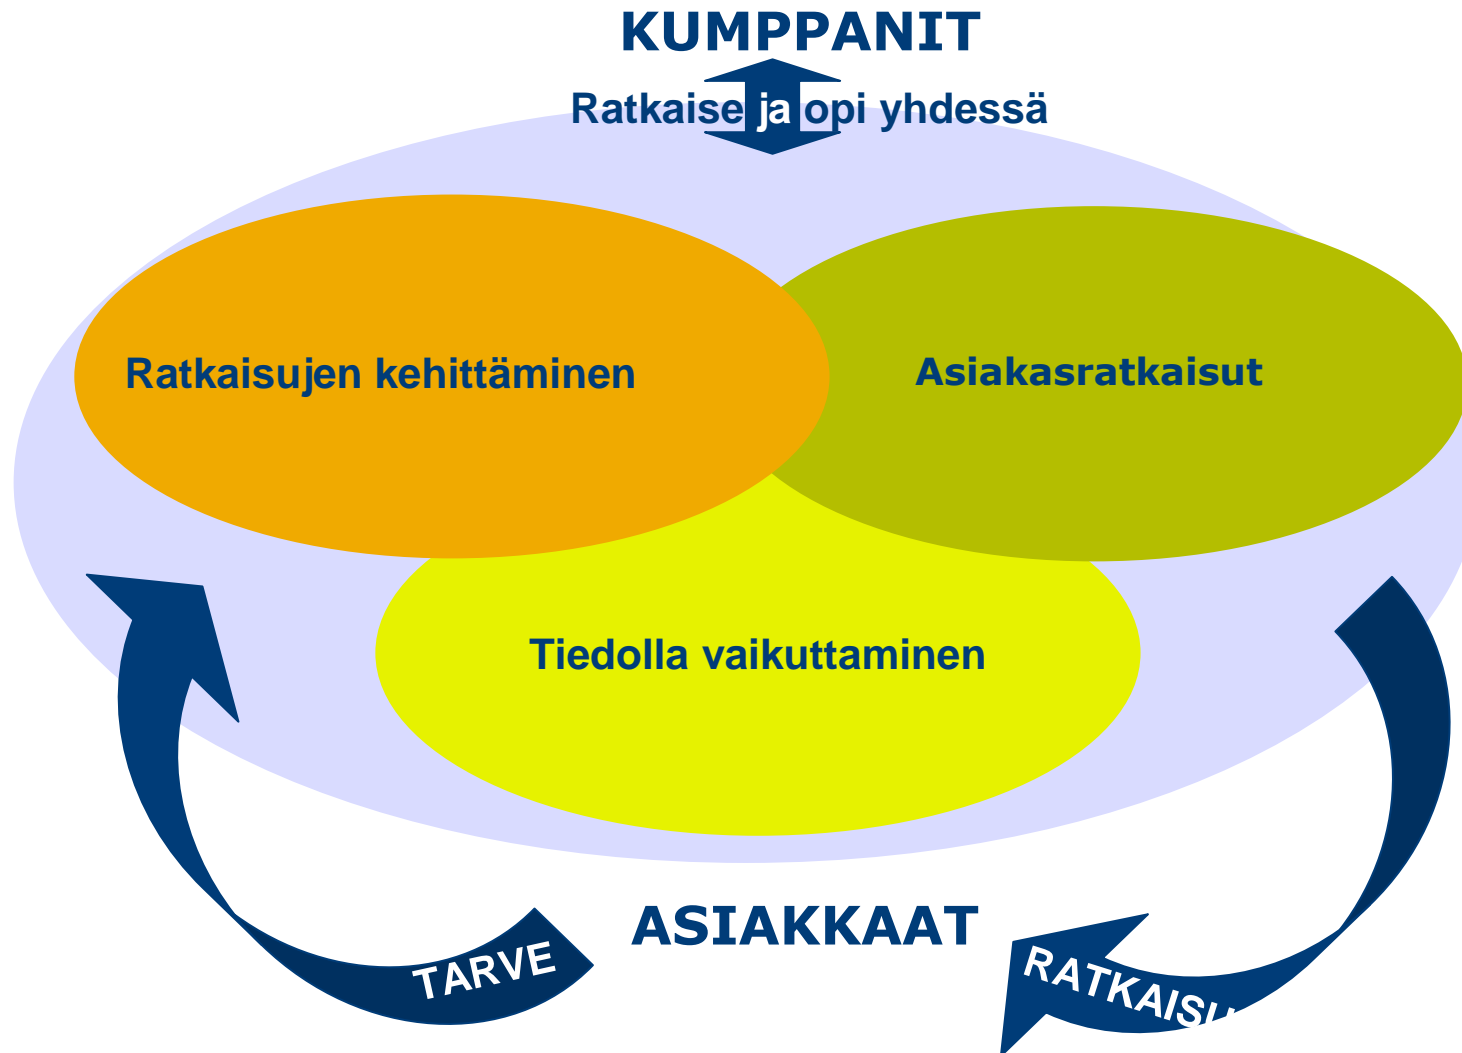 KUMPPANIT
Ratkaise ja opi yhdessä
Ratkaisujen kehittäminen
Asiakasratkaisut
Tiedolla vaikuttaminen
ASIAKKAAT
TARVE
RATKAISU